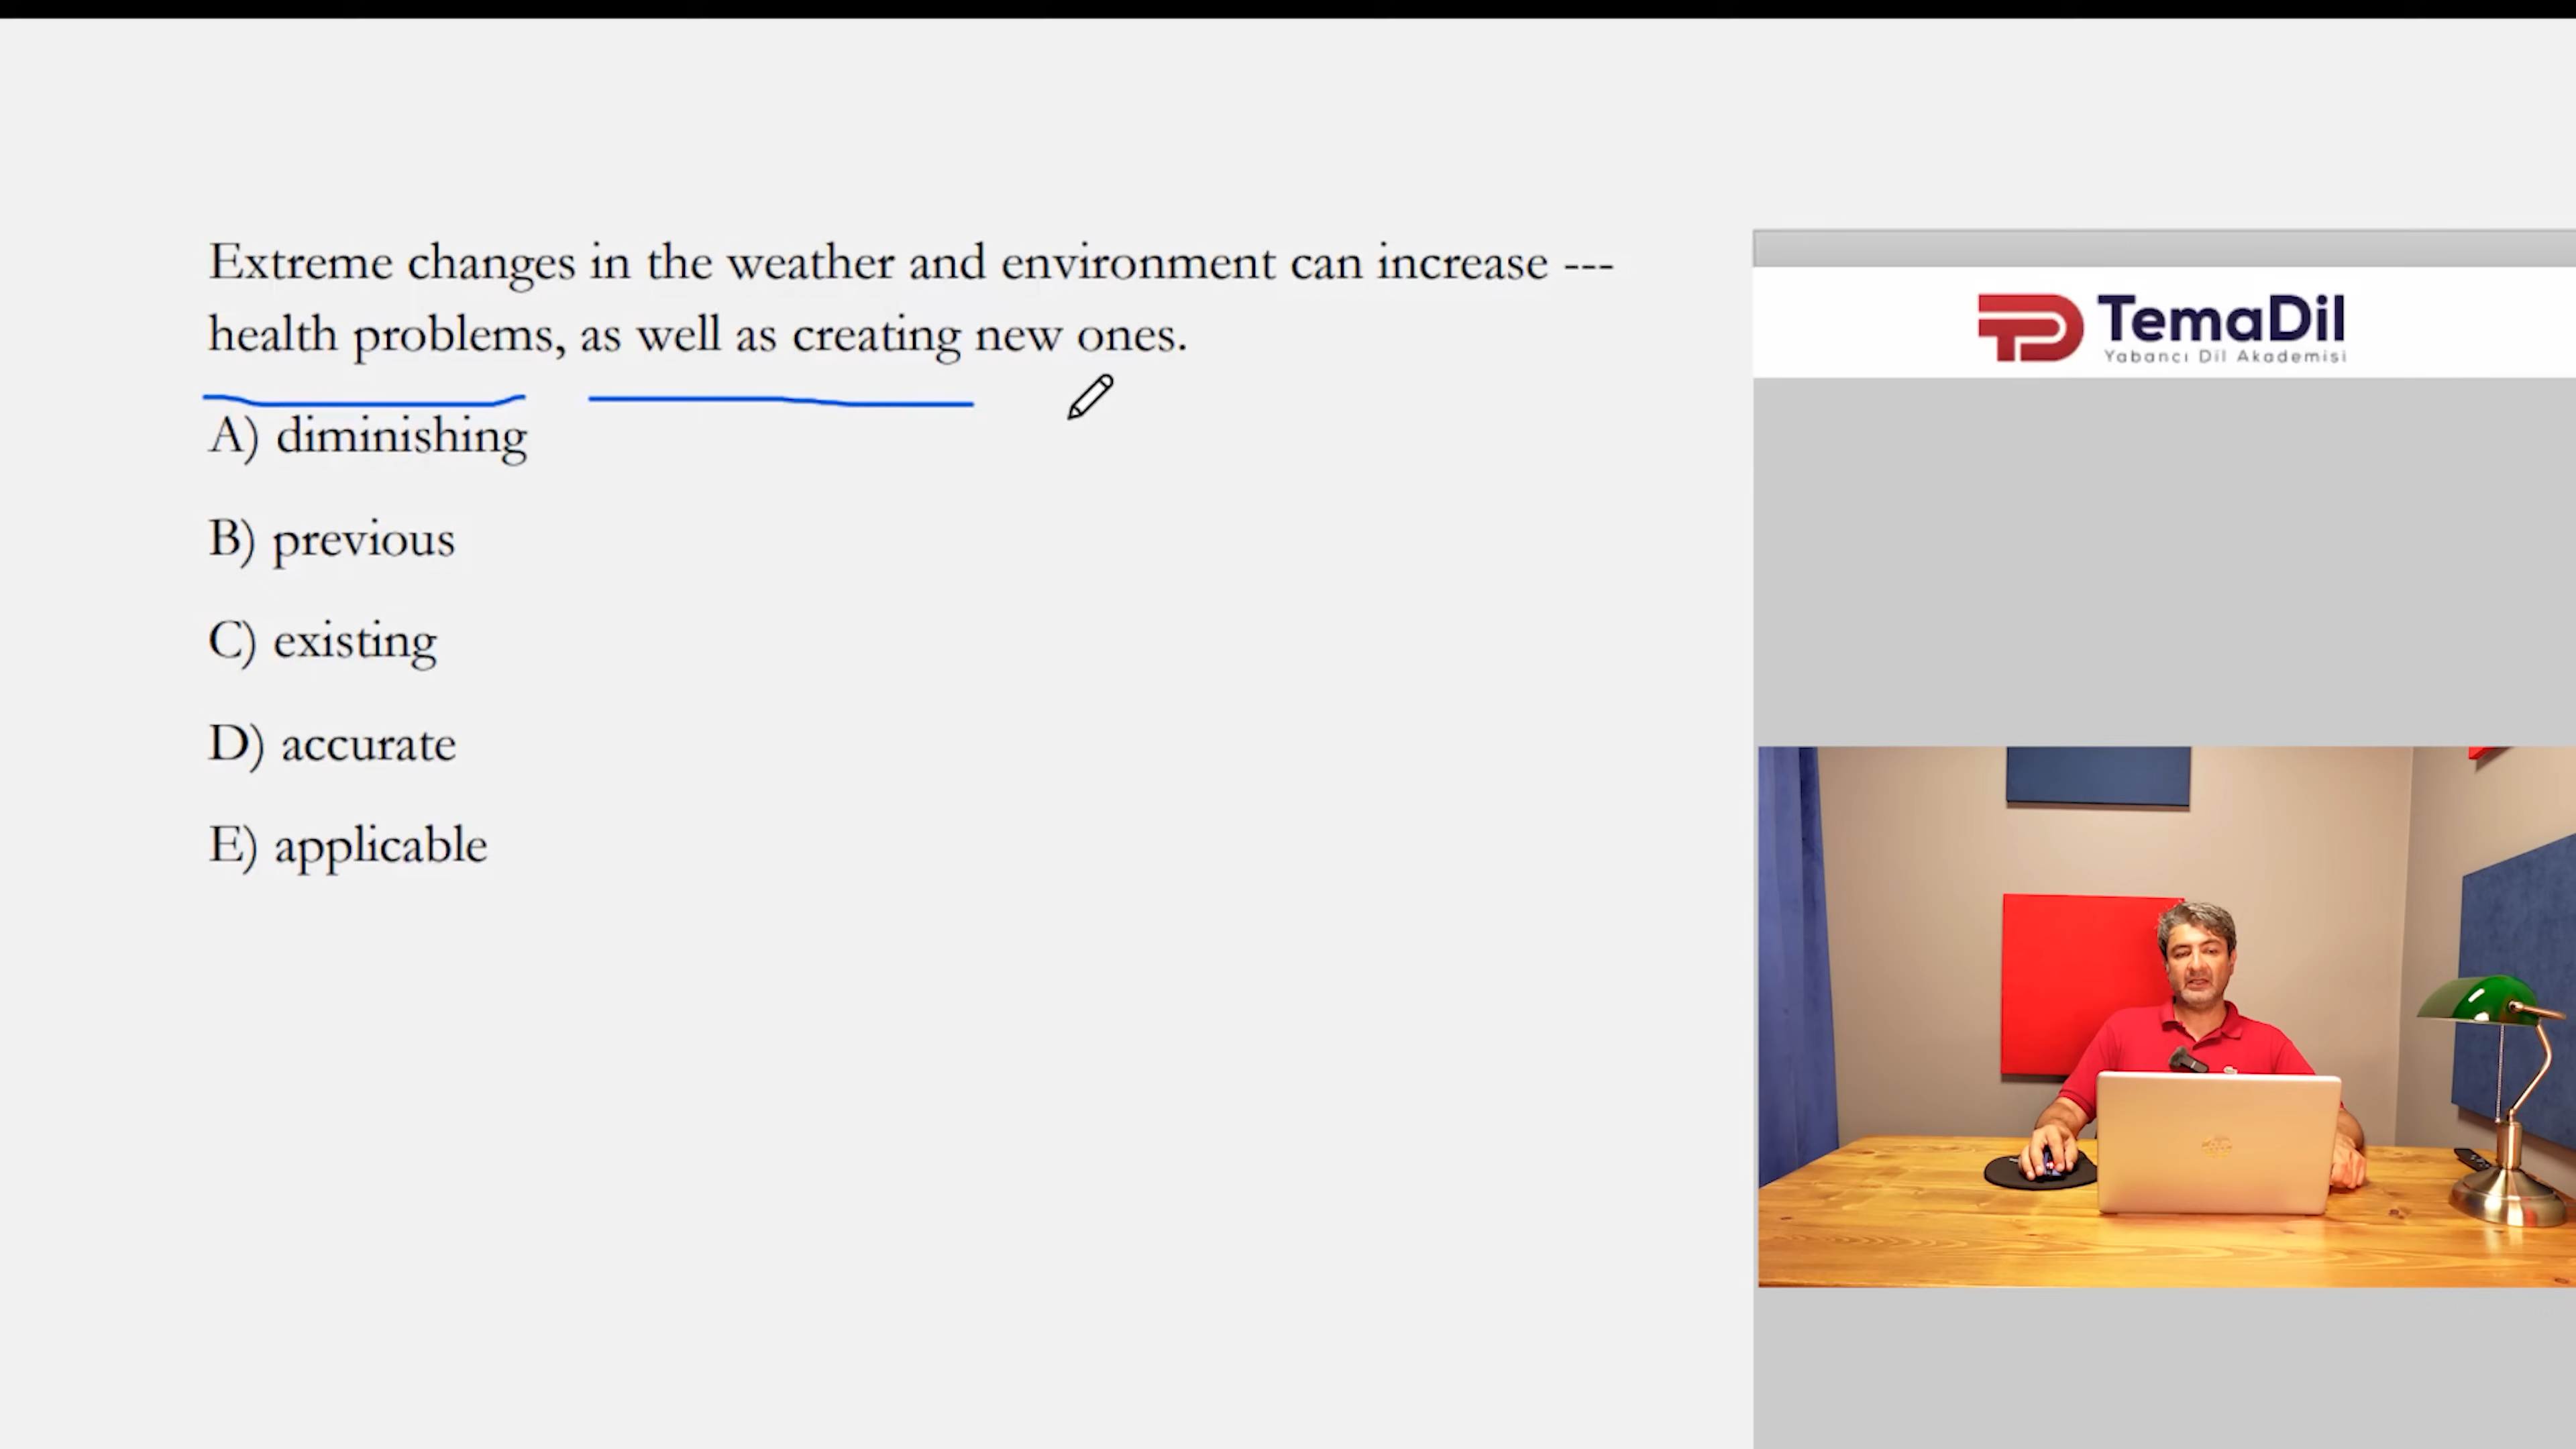 Extreme changes in the weather and environment can increase ---
health problems, as well as creating new ones.
A) diminishing
B) previous
C) existing
D) accurate
E) applicable
TemaDil
Yabancı Dil Akademisi